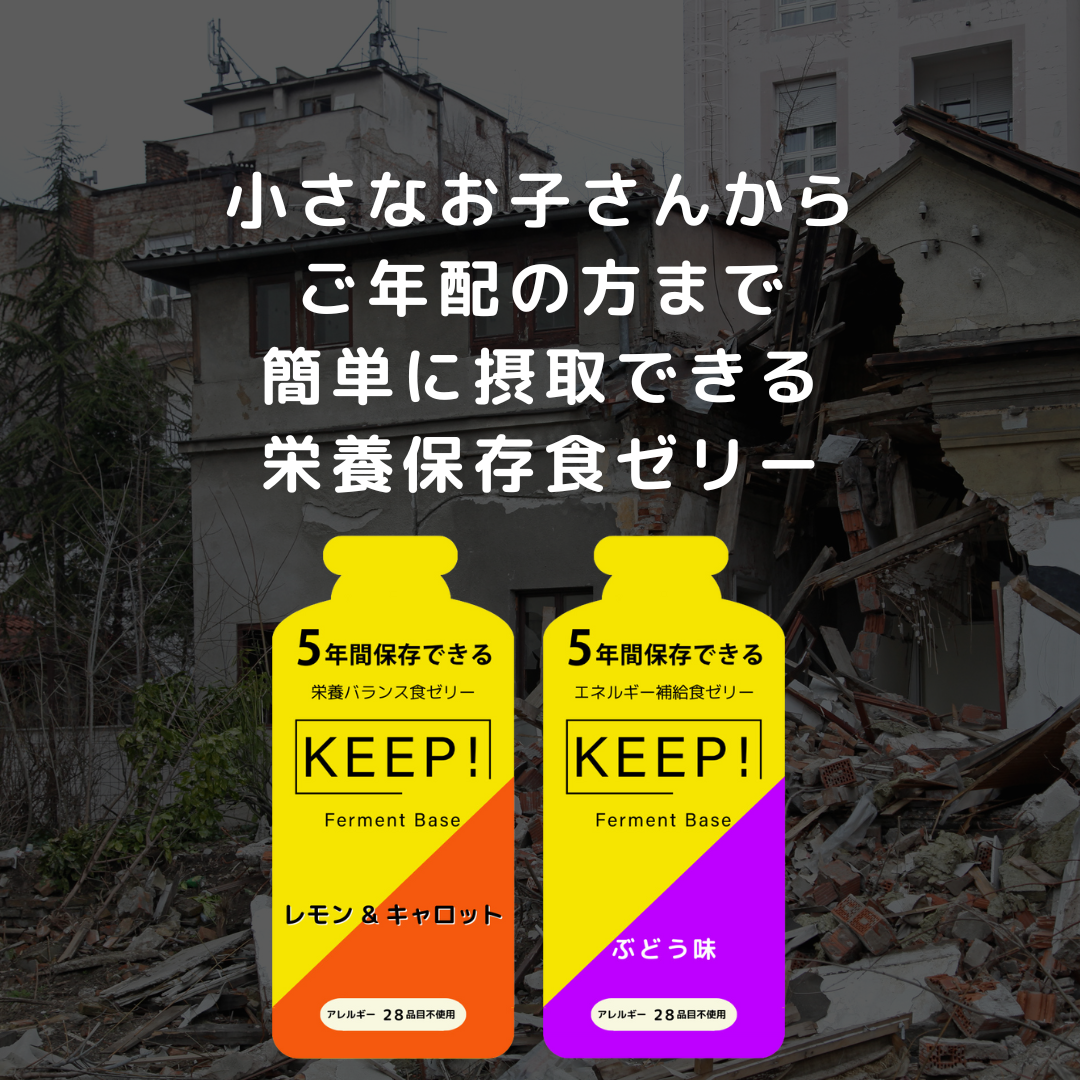 小さなお子さんから
ご年配の方まで
簡単に摂取できる
栄養保存食ゼリー
5年間保存できる
栄養バランス食ゼリー
KEEP!
Ferment Base
レモン & キャロット
アレルギー 28品目不使用
5年間保存できる
エネルギー補給食ゼリー
KEEP!
Ferment Base
ぶどう味
アレルギー 28品目不使用